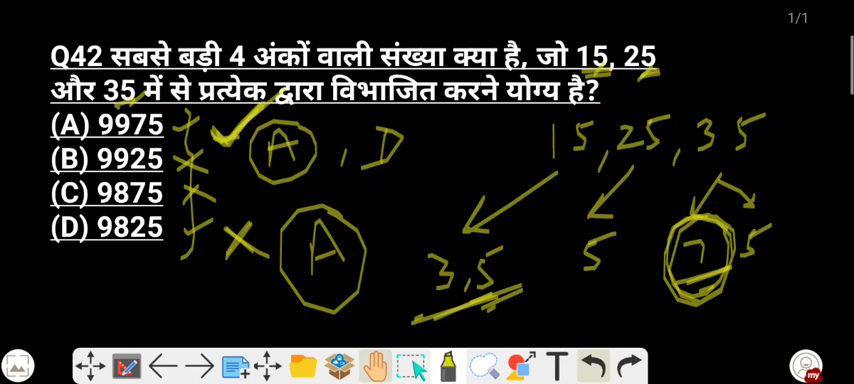 1/1
Q42 सबसे बड़ी 4 अंकों वाली संख्या क्या है, जो 15, 25
और 35 में से प्रत्येक द्वारा विभाजित करने योग्य है?
(A) 9975
(B) 9925
(C) 9875
(D) 9825
A, D
15, 25, 35
A
3, 5
5
7 5
T
my